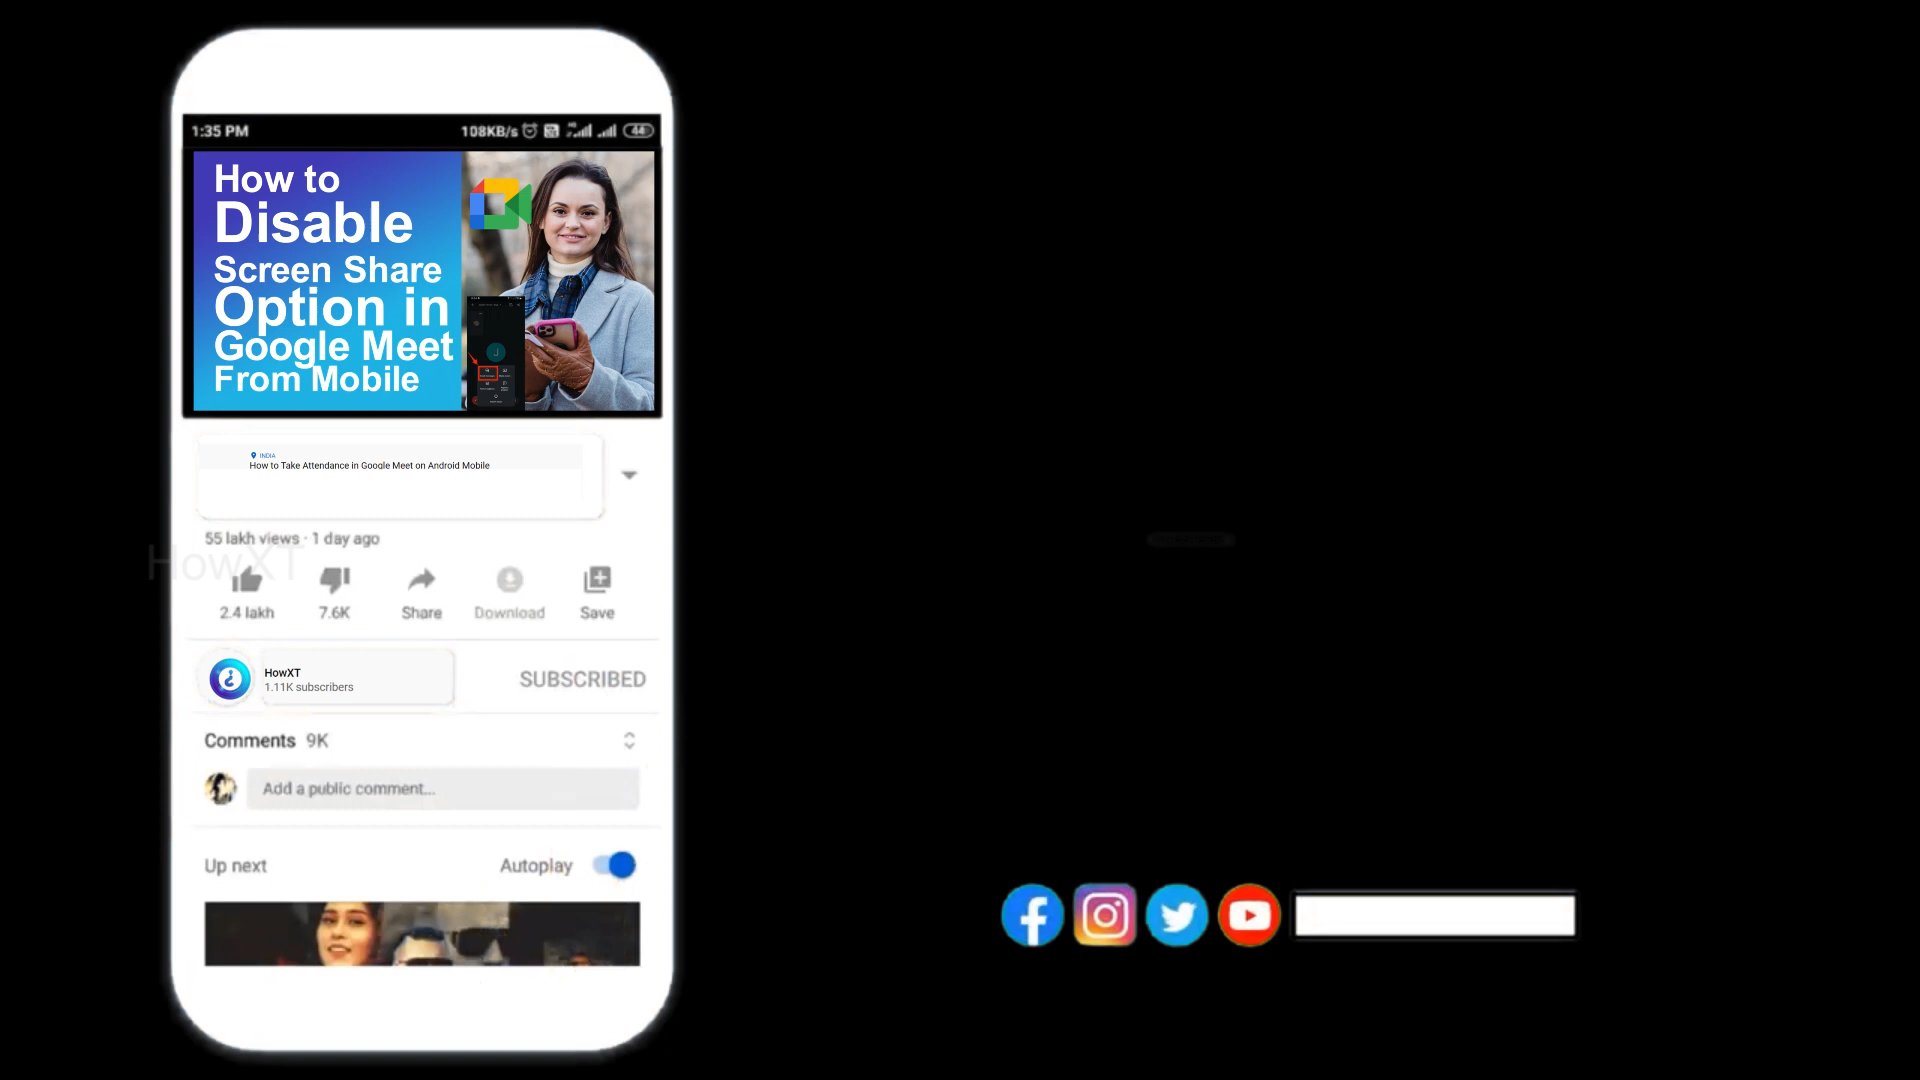 1:35 PM 108KB/s 44
How to
Disable
Screen Share
Option in
Google Meet
From Mobile
J
INDIA
How to Take Attendance in Google Meet on Android Mobile
55 lakh views · 1 day ago
HowXT
2.4 lakh 7.6K Share Download Save
HowXT
1.11K subscribers
SUBSCRIBED
Comments 9K
Add a public comment...
Up next Autoplay